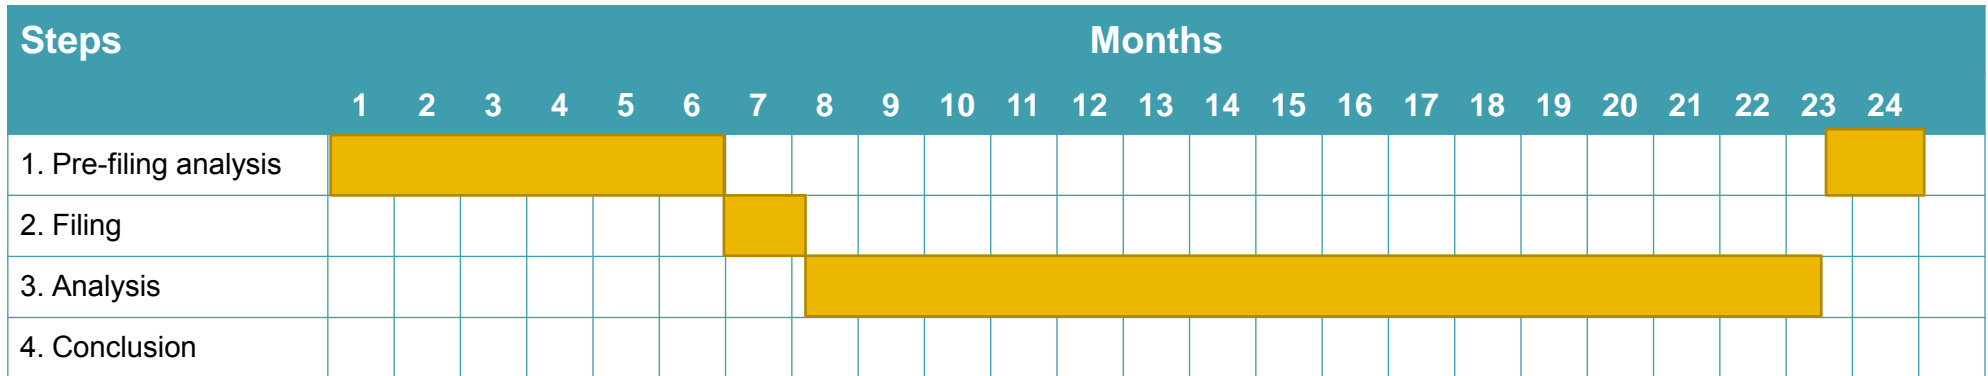 Steps Months
1 2 3 4 5 6 7 8 9 10 11 12 13 14 15 16 17 18 19 20 21 22 23 24
1. Pre-filing analysis
2. Filing
3. Analysis
4. Conclusion